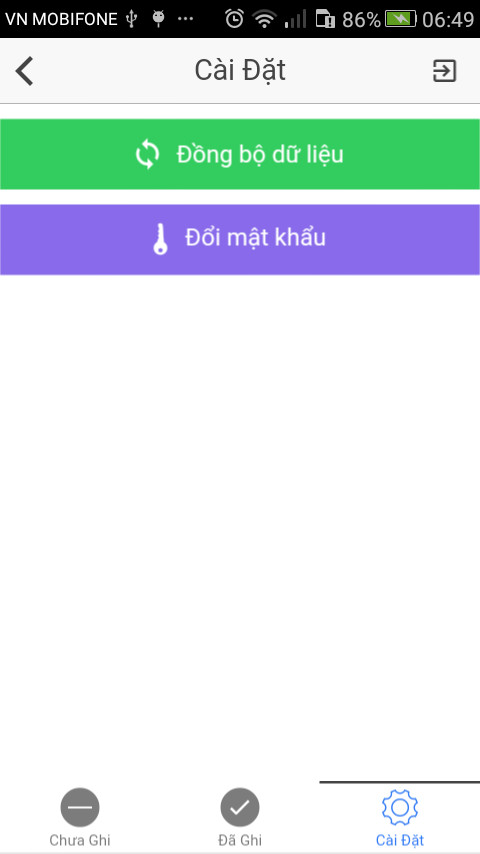 VN MOBIFONE 86% 06:49
Cài Đặt
Đồng bộ dữ liệu
Đổi mật khẩu
Chưa Ghi Đã Ghi Cài Đặt